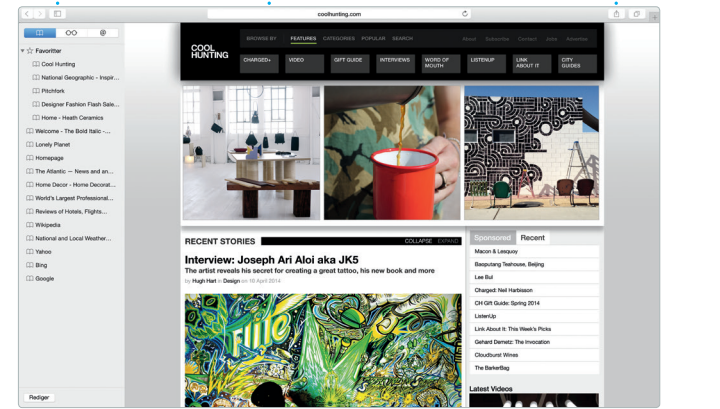 coolhunting.com
Favoritter
Cool Hunting
National Geographic - Inspir...
Pitchfork
Designer Fashion Flash Sale...
Home - Heath Ceramics
Welcome - The Bold Italic -...
Lonely Planet
Homepage
The Atlantic — News and an...
Home Decor - Home Decorat...
World's Largest Professional...
Reviews of Hotels, Flights...
Wikipedia
National and Local Weather...
Yahoo
Bing
Google
Rediger
COOL
HUNTING
BROWSE BY FEATURES CATEGORIES POPULAR SEARCH
About Subscribe Contact Jobs Advertise
CHARGED+ VIDEO GIFT GUIDE INTERVIEWS WORD OF MOUTH LISTENUP LINK ABOUT IT CITY GUIDES
RECENT STORIES COLLAPSE EXPAND
Interview: Joseph Ari Aloi aka JK5
The artist reveals his secret for creating a great tattoo, his new book and more
by Hugh Hart in Design on 10 April 2014
Flite
Sponsored Recent
Macon & Lesquoy
Baoputang Teahouse, Beijing
Lee Bul
Charged: Neil Harbisson
CH Gift Guide: Spring 2014
ListenUp
Link About It: This Week's Picks
Gehard Demetz: The Invocation
Cloudburst Wines
The BarkerBag
Latest Videos